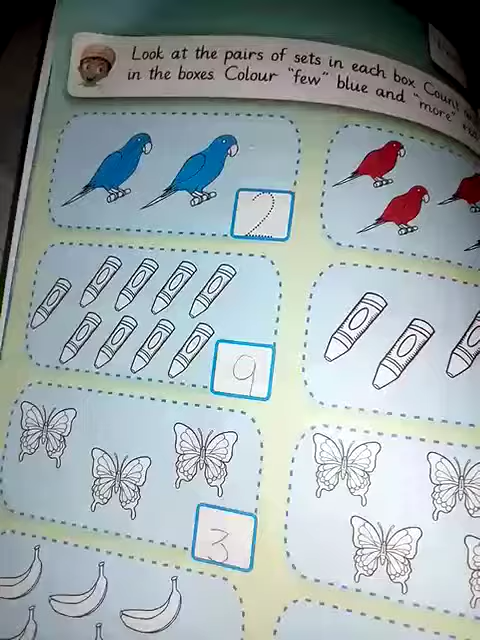 Look at the pairs of sets in each box. Count
in the boxes. Colour "few" blue and "more"
2
9
3